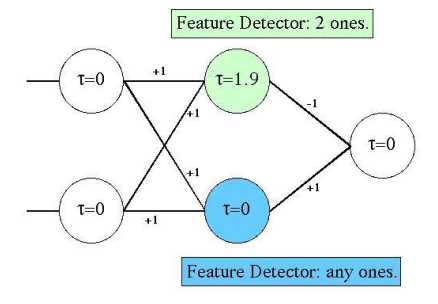 Feature Detector: 2 ones.
τ=0
+1
τ=1.9
+1
-1
τ=0
+1
τ=0
+1
τ=0
+1
Feature Detector: any ones.